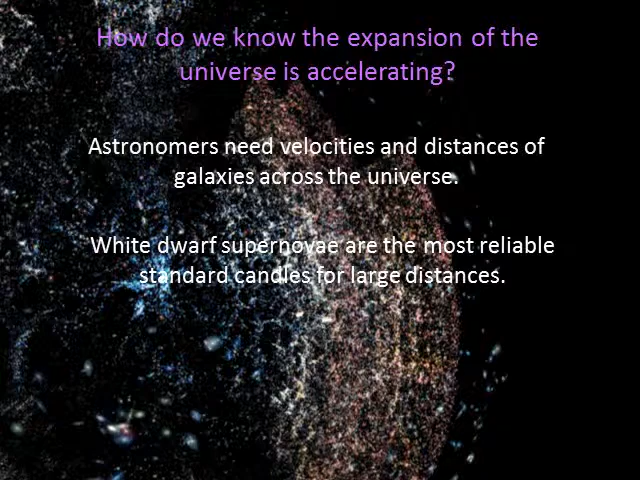 How do we know the expansion of the
universe is accelerating?
Astronomers need velocities and distances of
galaxies across the universe.
White dwarf supernovae are the most reliable
standard candles for large distances.